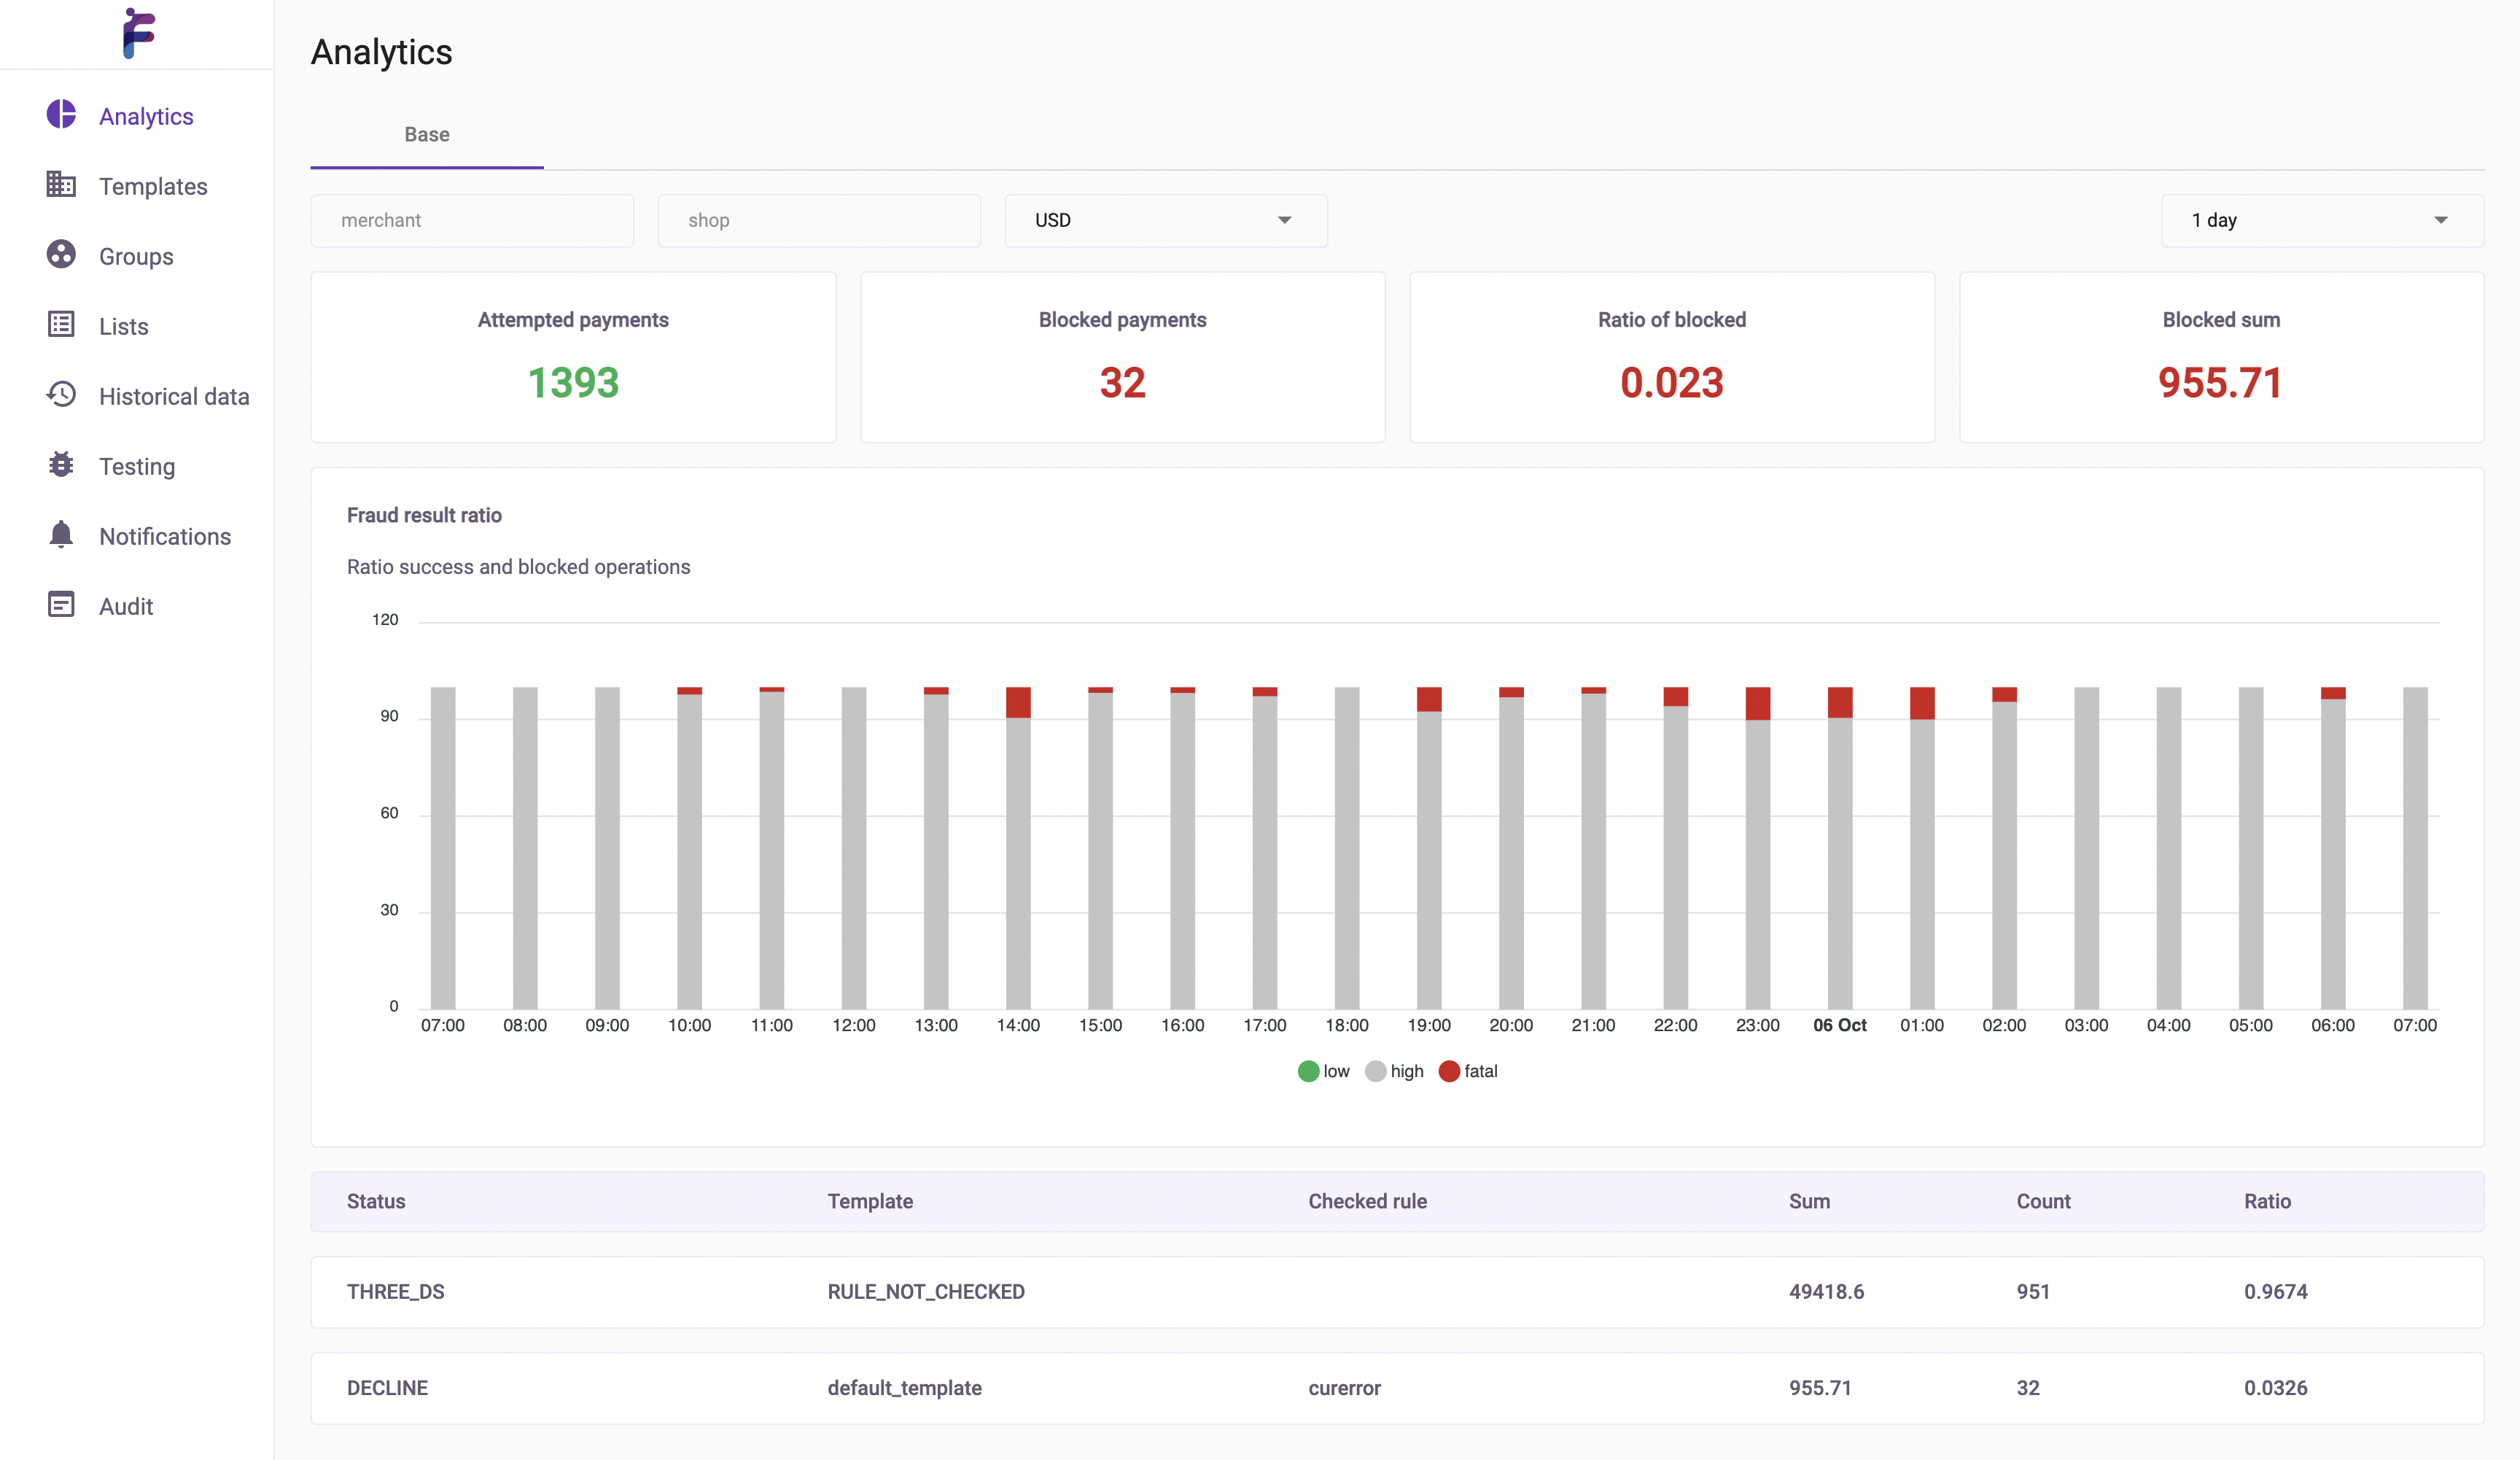 Analytics
Analytics
Templates
Groups
Lists
Historical data
Testing
Notifications
Audit
Base
merchant shop USD 1 day
Attempted payments Blocked payments Ratio of blocked Blocked sum
1393 32 0.023 955.71
Fraud result ratio
Ratio success and blocked operations
120
90
60
30
0
07:00 08:00 09:00 10:00 11:00 12:00 13:00 14:00 15:00 16:00 17:00 18:00 19:00 20:00 21:00 22:00 23:00 06 Oct 01:00 02:00 03:00 04:00 05:00 06:00 07:00
low high fatal
Status Template Checked rule Sum Count Ratio
THREE_DS RULE_NOT_CHECKED 49418.6 951 0.9674
DECLINE default_template curerror 955.71 32 0.0326